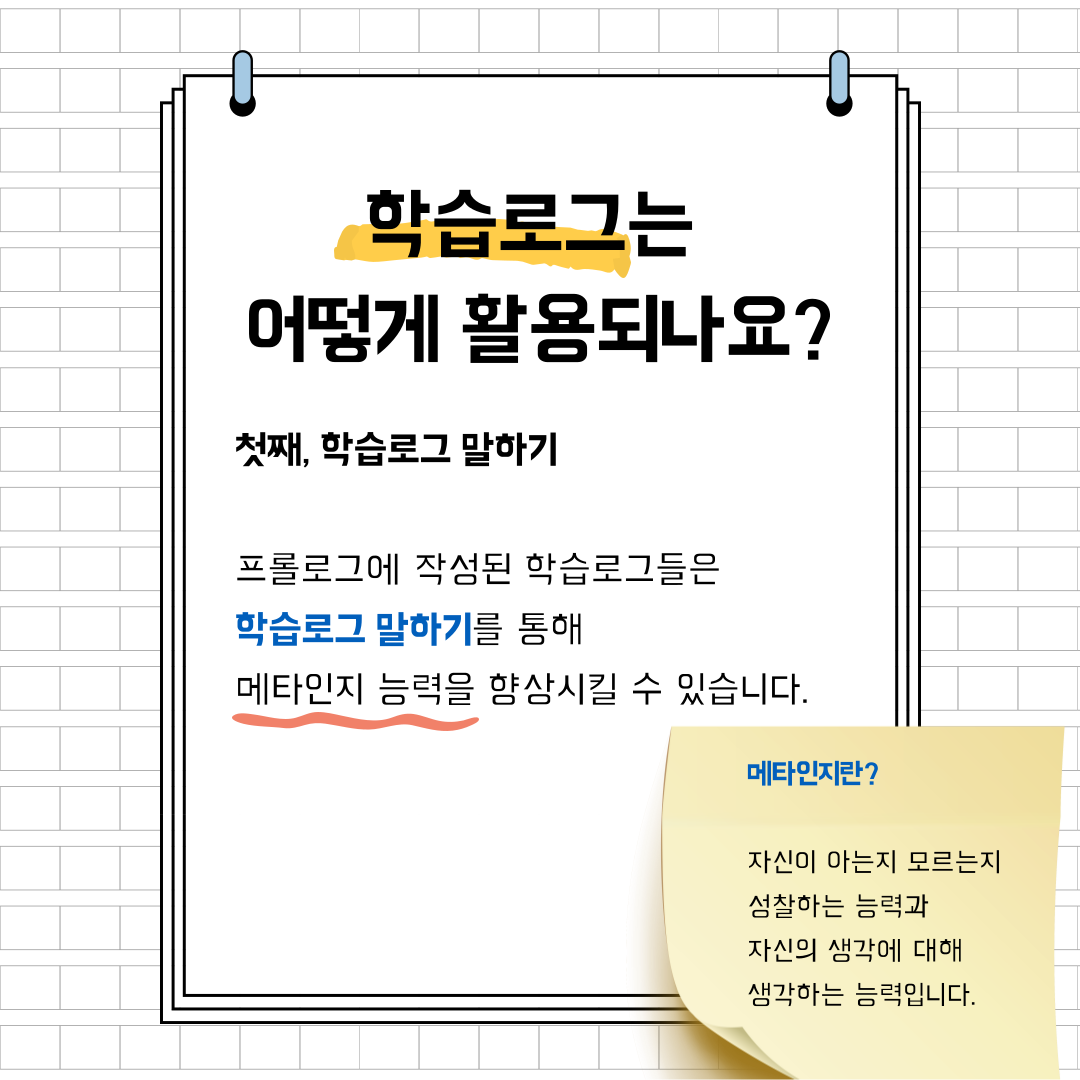 학습로그는
어떻게 활용되나요?
첫째, 학습로그 말하기
프롤로그에 작성된 학습로그들은
학습로그 말하기를 통해
메타인지 능력을 향상시킬 수 있습니다.
메타인지란?
자신이 아는지 모르는지
성찰하는 능력과
자신의 생각에 대해
생각하는 능력입니다.